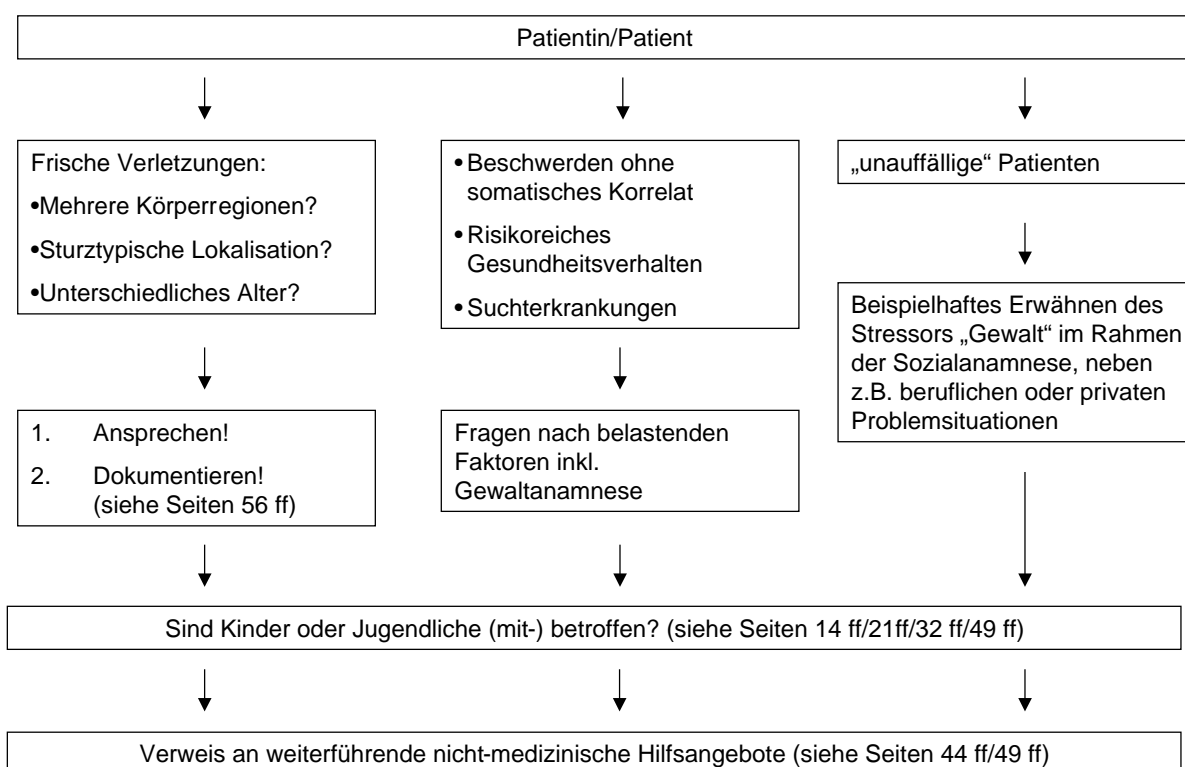 Patientin/Patient
Frische Verletzungen:
•Mehrere Körperregionen?
•Sturztypische Lokalisation?
•Unterschiedliches Alter?
• Beschwerden ohne
somatisches Korrelat
• Risikoreiches
Gesundheitsverhalten
• Suchterkrankungen
„unauffällige“ Patienten
Beispielhaftes Erwähnen des
Stressors „Gewalt“ im Rahmen
der Sozialanamnese, neben
z.B. beruflichen oder privaten
Problemsituationen
1. Ansprechen!
2. Dokumentieren!
(siehe Seiten 56 ff)
Fragen nach belastenden
Faktoren inkl.
Gewaltanamnese
Sind Kinder oder Jugendliche (mit-) betroffen? (siehe Seiten 14 ff/21ff/32 ff/49 ff)
Verweis an weiterführende nicht-medizinische Hilfsangebote (siehe Seiten 44 ff/49 ff)